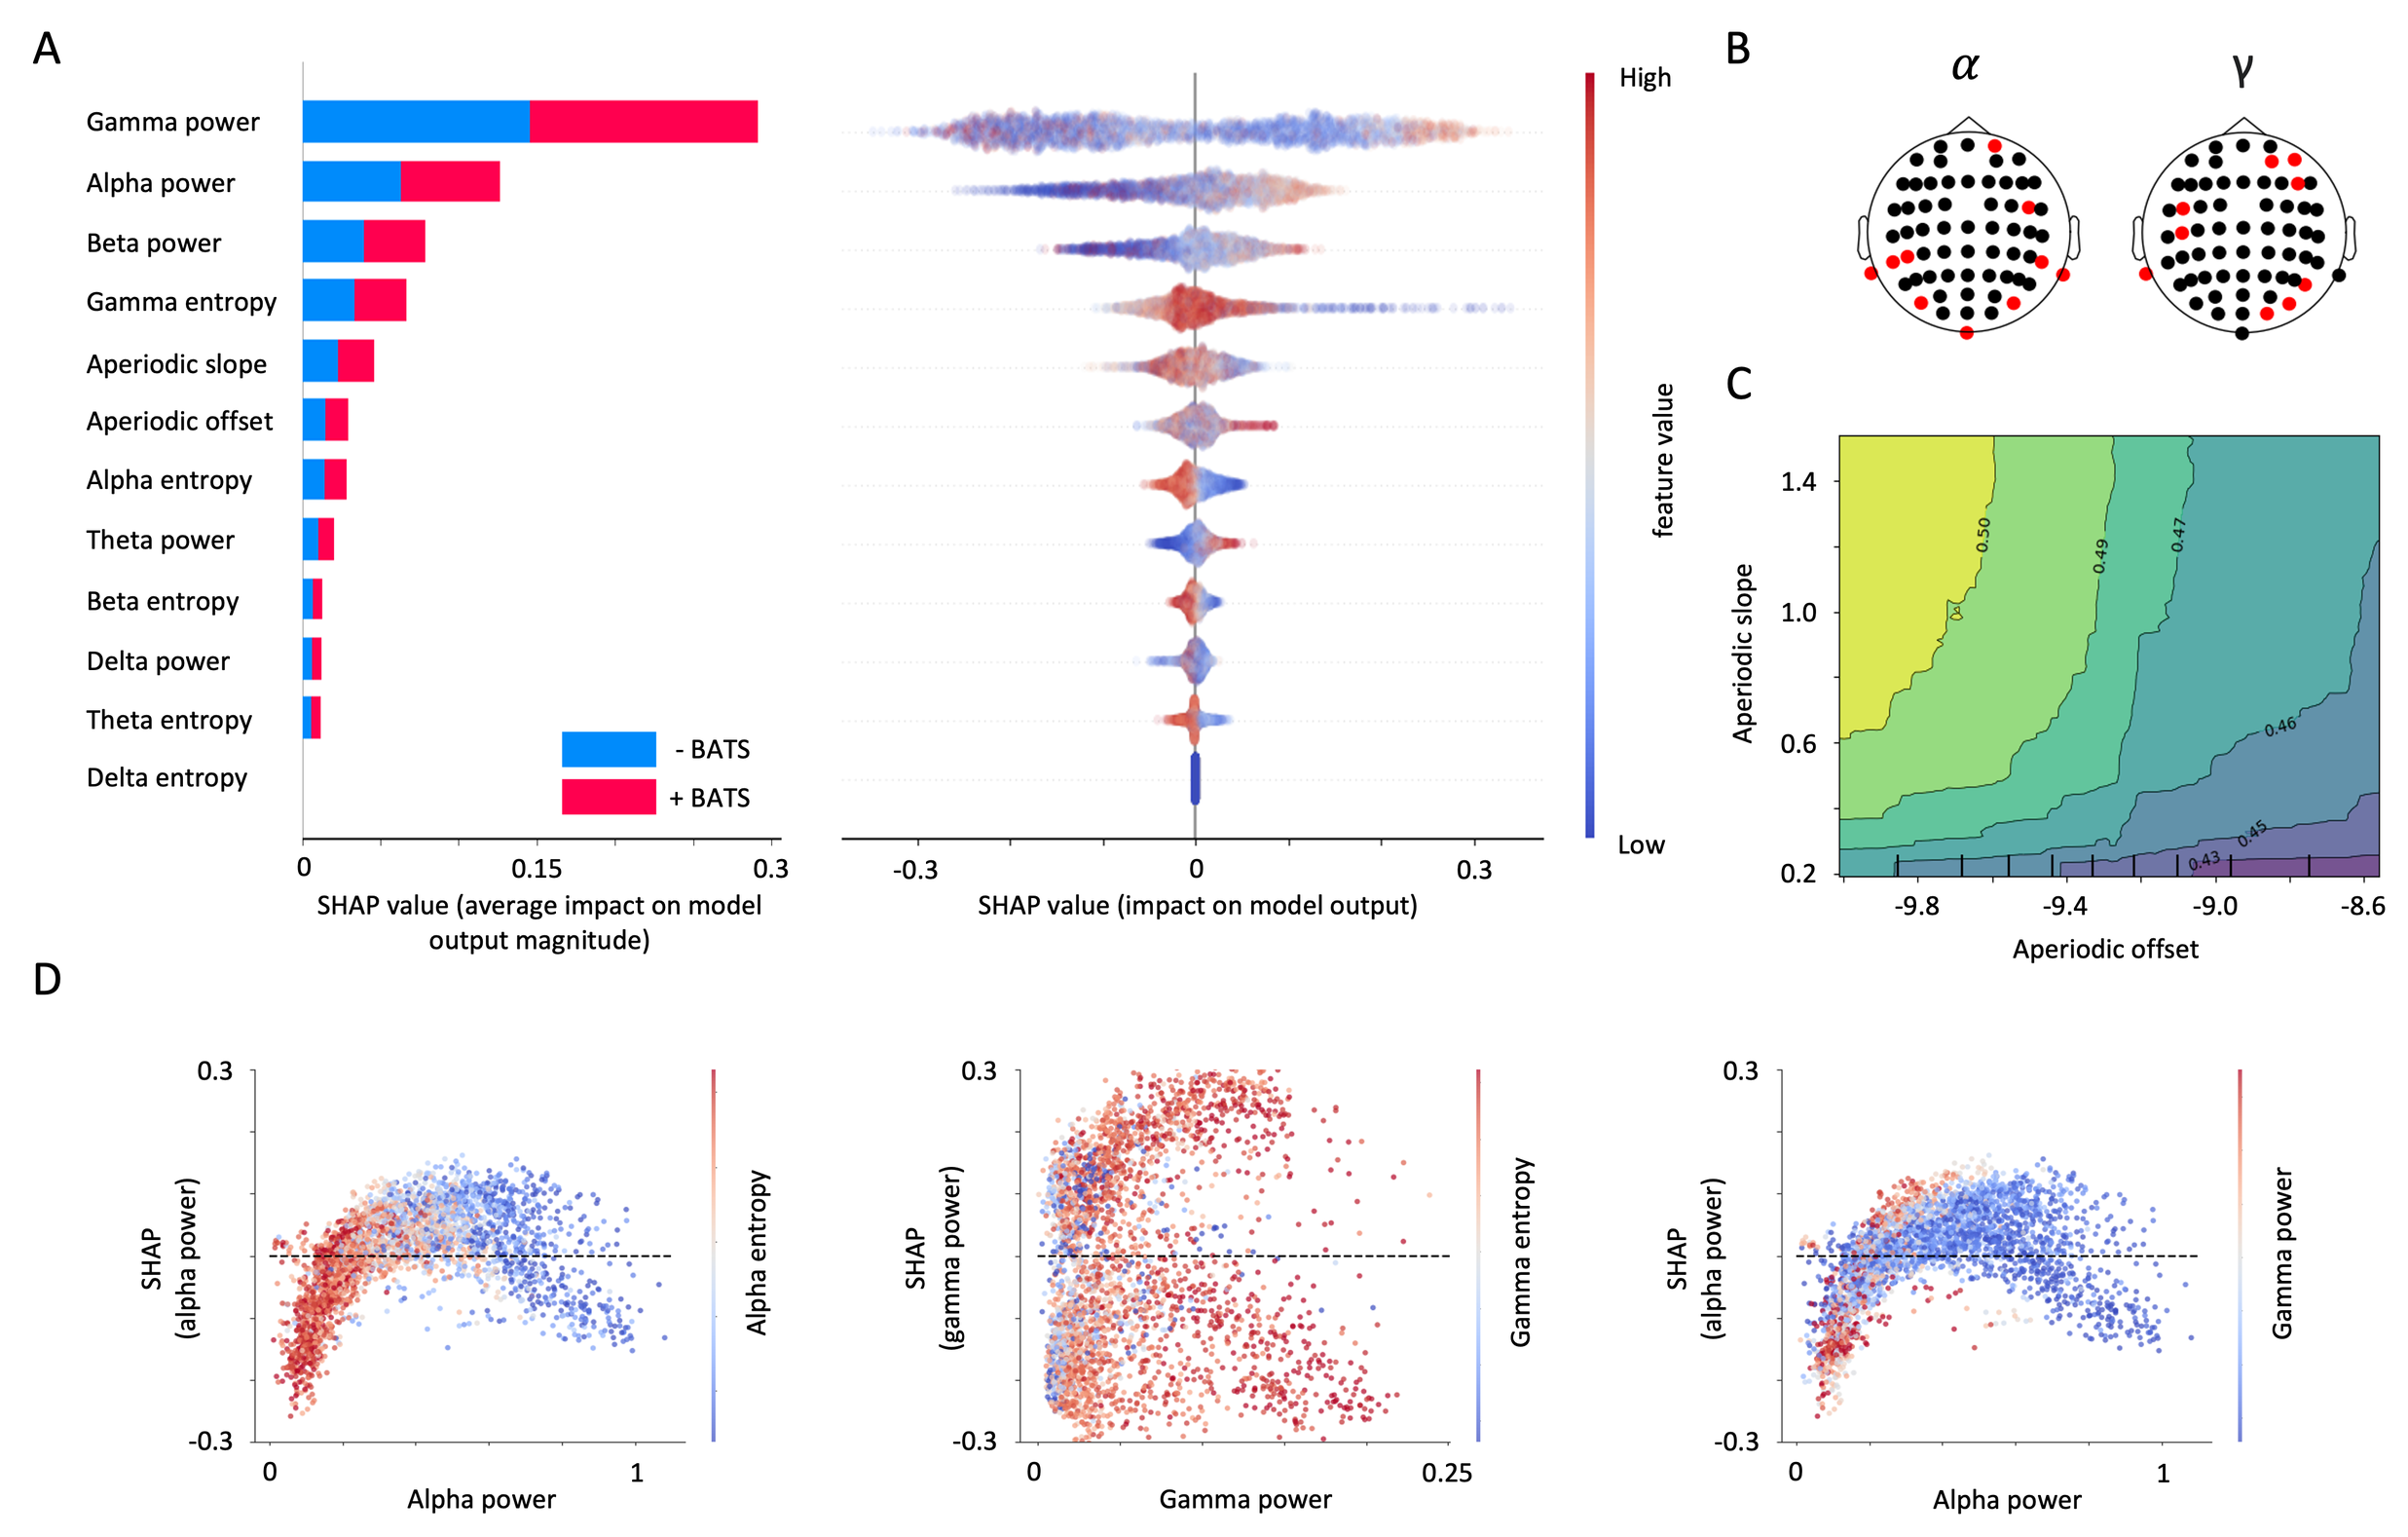 A
Gamma power
Alpha power
Beta power
Gamma entropy
Aperiodic slope
Aperiodic offset
Alpha entropy
Theta power
Beta entropy
Delta power
Theta entropy
Delta entropy
- BATS
+ BATS
0
0.15
0.3
SHAP value (average impact on model
output magnitude)
-0.3
0
0.3
SHAP value (impact on model output)
High
feature value
Low
B
α
γ
C
1.4
1.0
0.6
0.2
Aperiodic slope
0.50
0.49
0.47
0.46
0.45
0.43
-9.8
-9.4
-9.0
-8.6
Aperiodic offset
D
0.3
-0.3
SHAP
(alpha power)
0
1
Alpha power
Alpha entropy
0.3
-0.3
SHAP
(gamma power)
0
0.25
Gamma power
Gamma entropy
0.3
-0.3
SHAP
(alpha power)
0
1
Alpha power
Gamma power